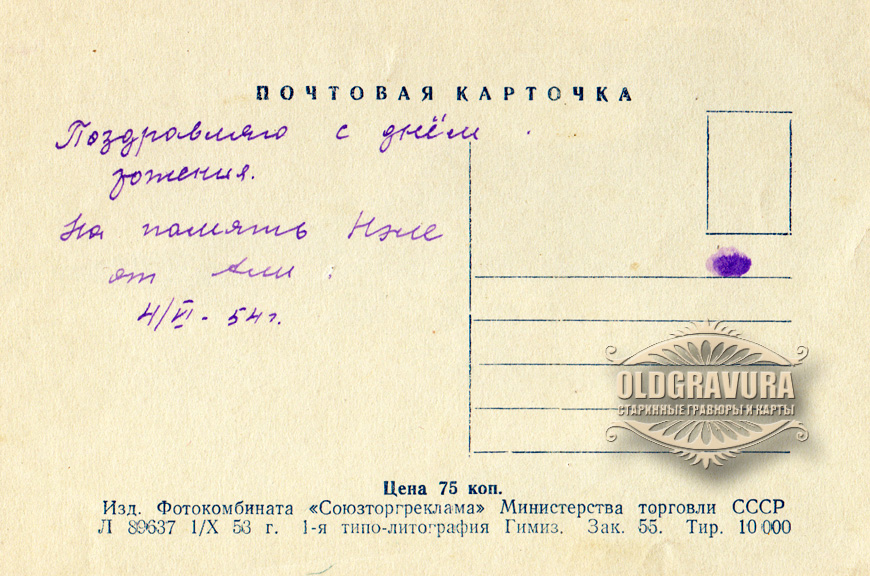 ПОЧТОВАЯ КАРТОЧКА
Поздравляю с днём
рожения.
На память Нэле
от Али
4/VI - 54 г.
OLDGRAVURA
СТАРИННЫЕ ГРАВЮРЫ И КАРТЫ
Цена 75 коп.
Изд. Фотокомбината «Союзторгреклама» Министерства торговли СССР
Л 89637 1/X 53 г. 1-я типо-литография Гимиз. Зак. 55. Тир. 10 000